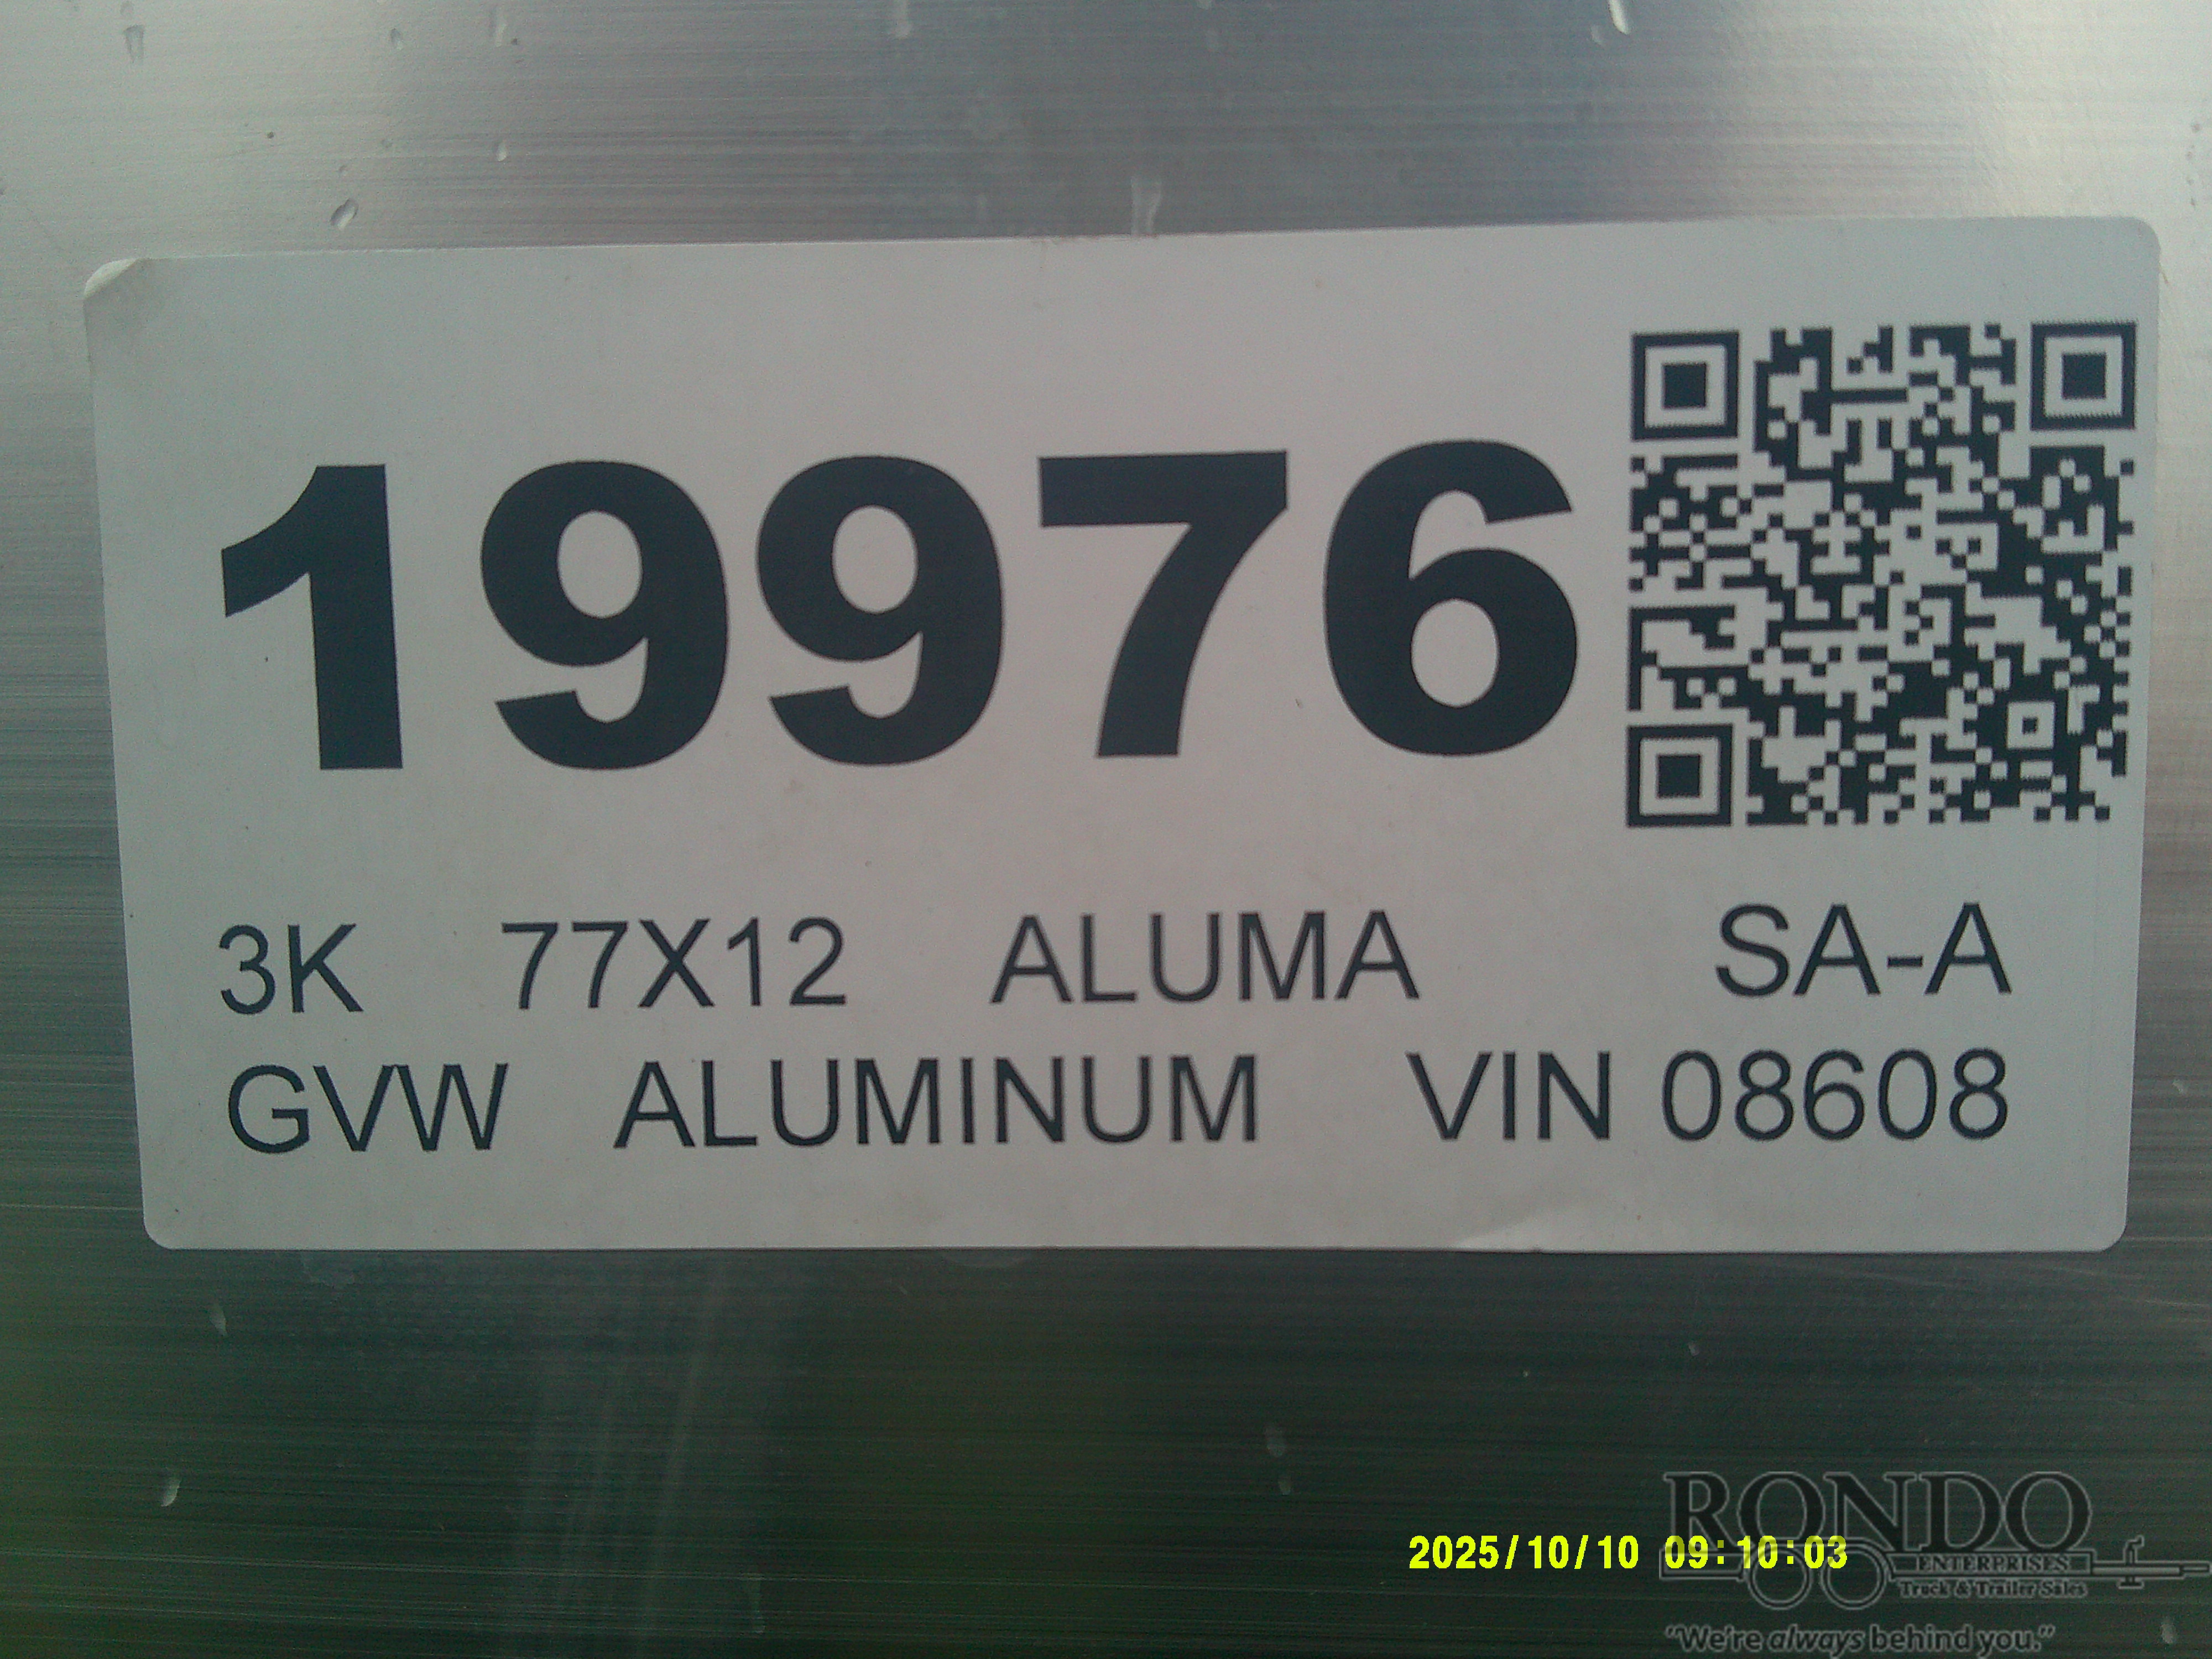 19976
3K 77X12 ALUMA SA-A
GVW ALUMINUM VIN 08608
2025/10/10 09:10:03
RONDO
ENTERPRISES
Truck & Trailer Sales
"We're always behind you."